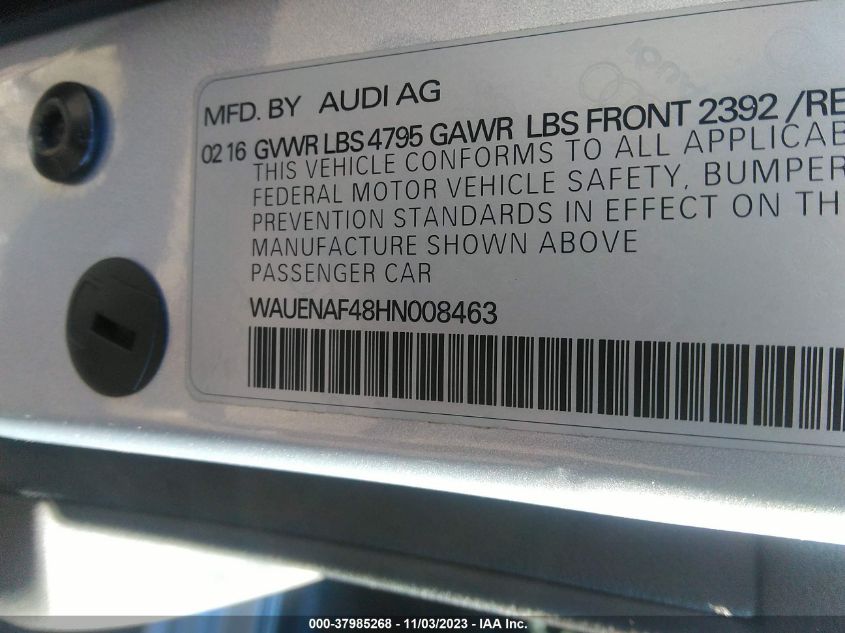 MFD. BY AUDI AG
02 16 GVWR LBS 4795 GAWR LBS FRONT 2392 /RE
THIS VEHICLE CONFORMS TO ALL APPLICAB
FEDERAL MOTOR VEHICLE SAFETY, BUMPER
PREVENTION STANDARDS IN EFFECT ON TH
MANUFACTURE SHOWN ABOVE
PASSENGER CAR
WAUENAF48HN008463
000-37985268 - 11/03/2023 - IAA Inc.